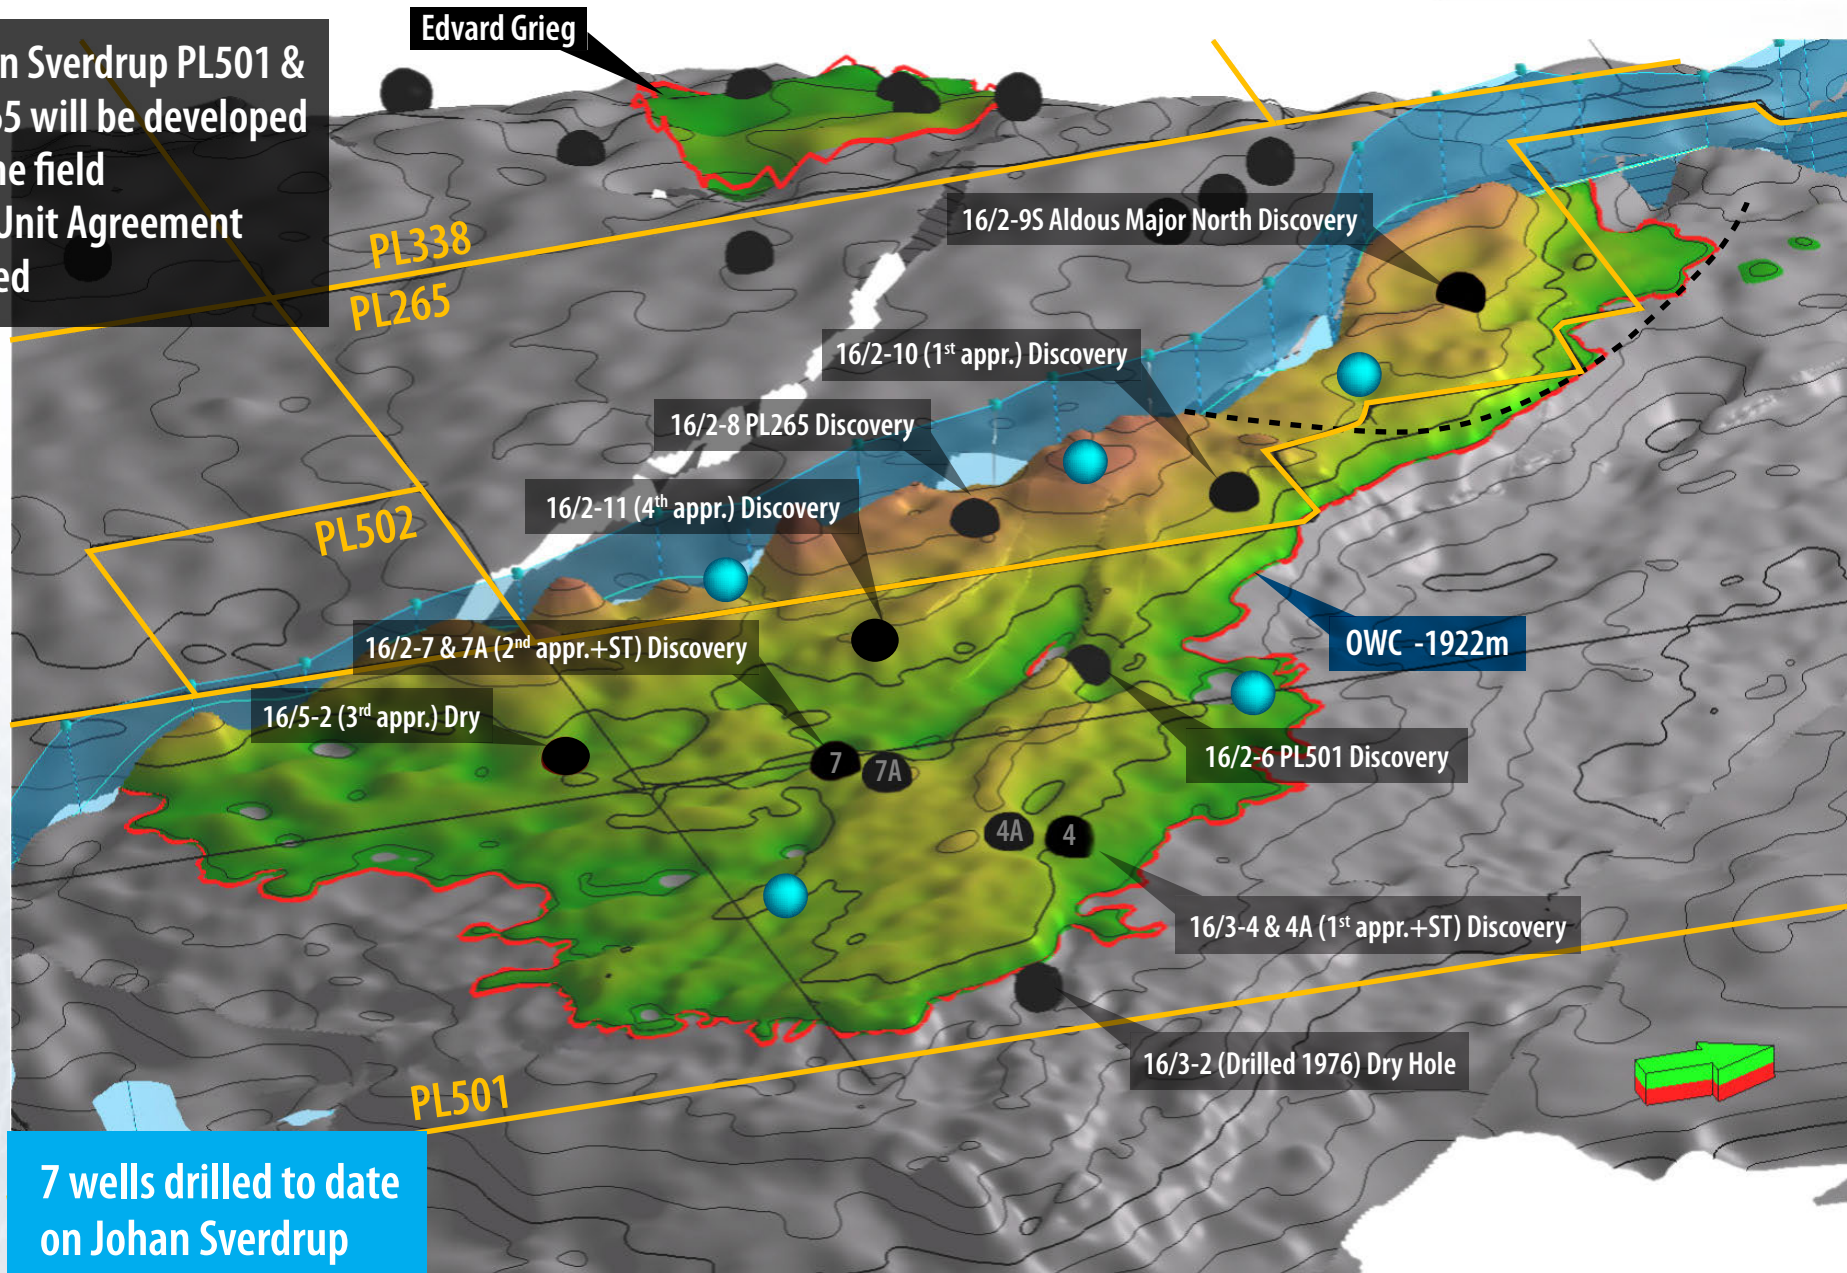 Edvard Grieg
n Sverdrup PL501 &
65 will be developed
ne field
Unit Agreement
ed
PL338
PL265
16/2-9S Aldous Major North Discovery
16/2-10 (1st appr.) Discovery
16/2-8 PL265 Discovery
16/2-11 (4th appr.) Discovery
PL502
16/2-7 & 7A (2nd appr.+ST) Discovery
OWC -1922m
16/5-2 (3rd appr.) Dry
16/2-6 PL501 Discovery
7
7A
4A
4
16/3-4 & 4A (1st appr.+ST) Discovery
16/3-2 (Drilled 1976) Dry Hole
PL501
7 wells drilled to date
on Johan Sverdrup